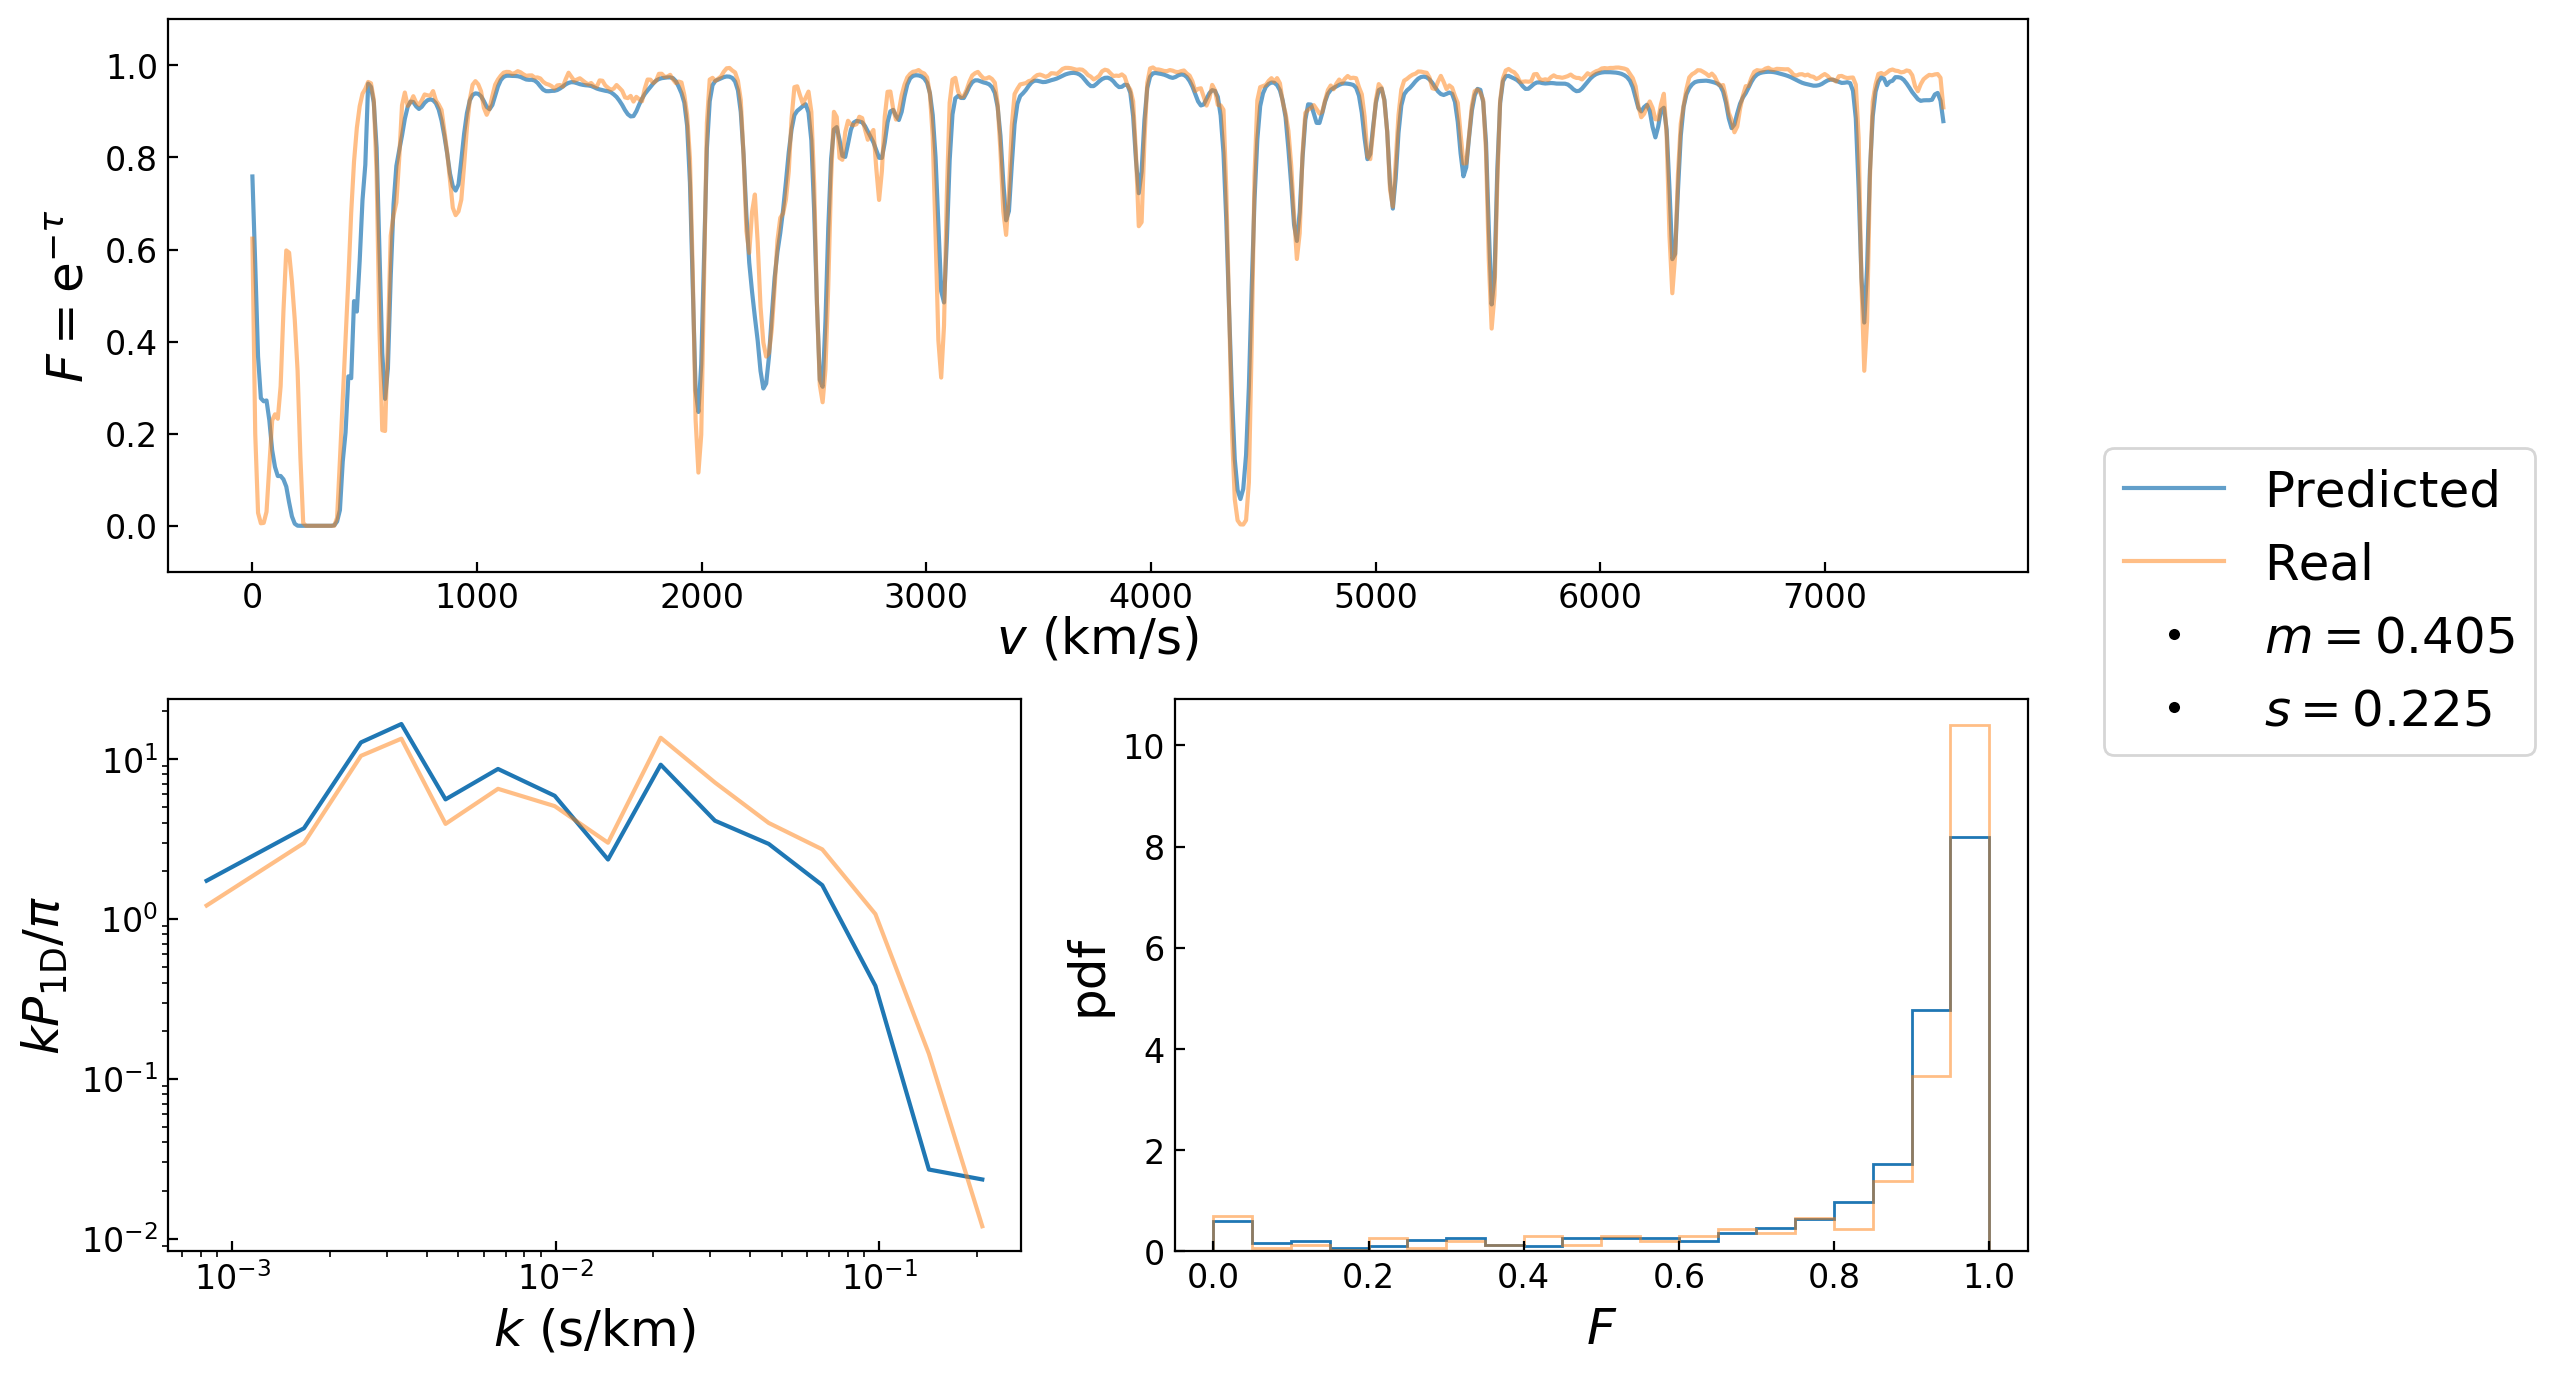 1.0
0.8
0.6
0.4
0.2
0.0
F = e^{−τ}
0 1000 2000 3000 4000 5000 6000 7000
v (km/s)
Predicted
Real
m = 0.405
s = 0.225
10^1
10^0
10^{−1}
10^{−2}
kP_{1D}/π
10^{−3} 10^{−2} 10^{−1}
k (s/km)
10
8
6
4
2
0
pdf
0.0 0.2 0.4 0.6 0.8 1.0
F